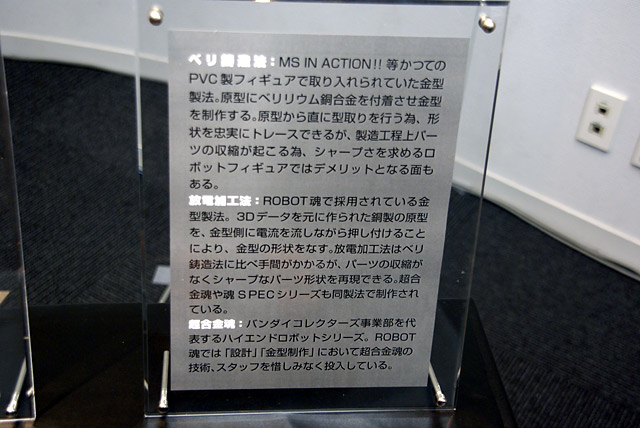 ベリ鋳造法：MS IN ACTION!! 等かつての
PVC製フィギュアで取り入れられていた金型
製法。原型にベリリウム銅合金を付着させ金型
を制作する。原型から直に型取りを行う為、形
状を忠実にトレースできるが、製造工程上パー
ツの収縮が起こる為、シャープさを求めるロ
ボットフィギュアではデメリットとなる面も
ある。
放電加工法：ROBOT魂で採用されている金
型製法。3Dデータを元に作られた銅製の原型
を、金型側に電流を流しながら押し付けること
により、金型の形状をなす。放電加工法はベリ
鋳造法に比べ手間がかかるが、パーツの収縮が
なくシャープなパーツ形状を再現できる。超合
金魂や魂SPECシリーズも同製法で制作され
ている。
超合金魂：バンダイコレクターズ事業部を代
表するハイエンドロボットシリーズ。ROBOT
魂では「設計」「金型制作」において超合金魂の
技術、スタッフを惜しみなく投入している。